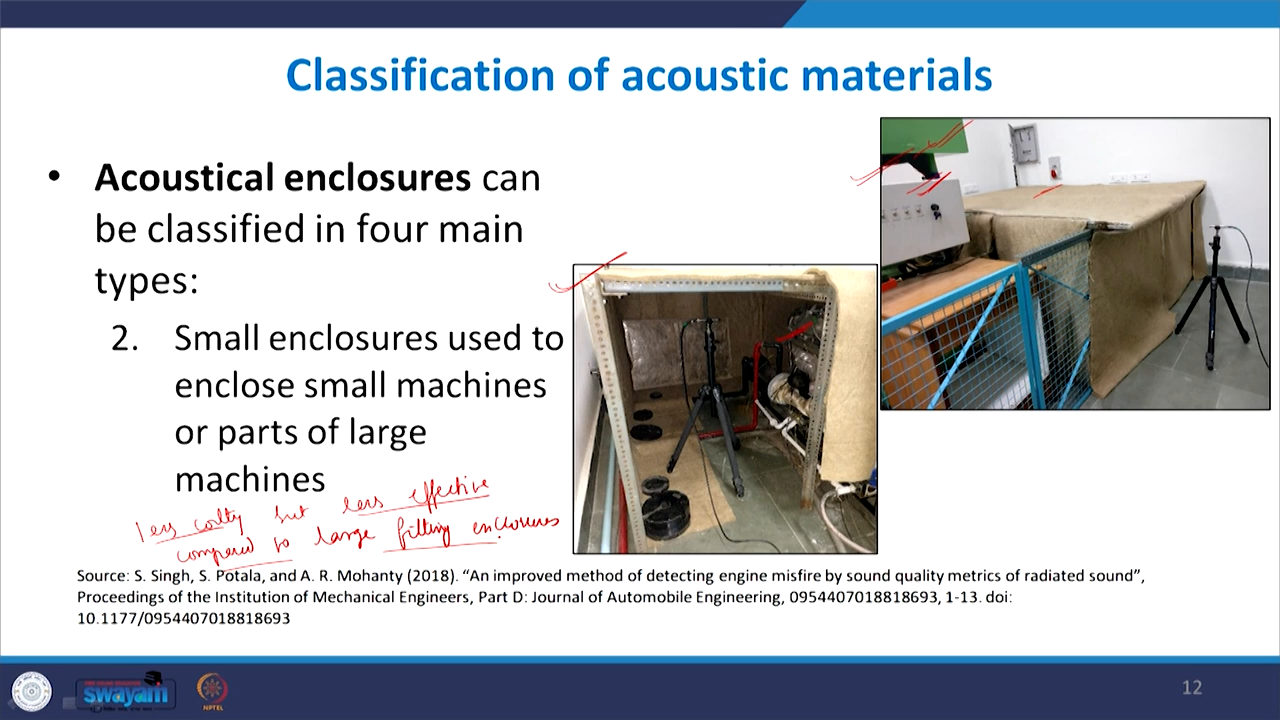 Classification of acoustic materials
• Acoustical enclosures can
be classified in four main
types:
2. Small enclosures used to
enclose small machines
or parts of large
machines
less costly but less effective
compared to large fitting enclosures
Source: S. Singh, S. Potala, and A. R. Mohanty (2018). “An improved method of detecting engine misfire by sound quality metrics of radiated sound”,
Proceedings of the Institution of Mechanical Engineers, Part D: Journal of Automobile Engineering, 0954407018818693, 1-13. doi:
10.1177/0954407018818693
swayam
NPTEL
12